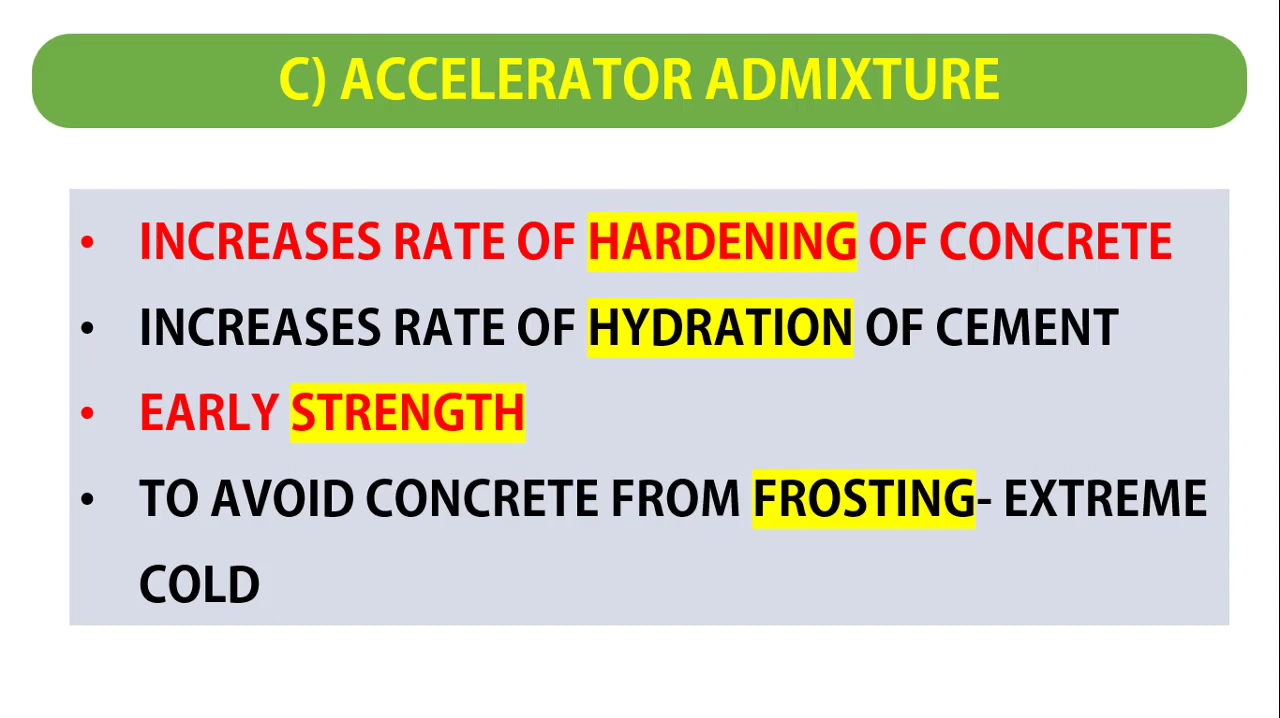 C) ACCELERATOR ADMIXTURE
• INCREASES RATE OF HARDENING OF CONCRETE
• INCREASES RATE OF HYDRATION OF CEMENT
• EARLY STRENGTH
• TO AVOID CONCRETE FROM FROSTING- EXTREME
COLD